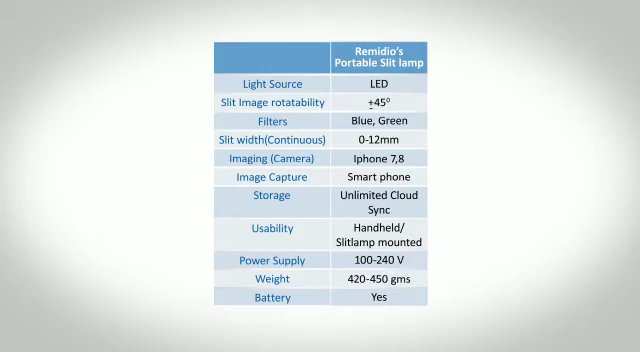 Remidio's
Portable Slit lamp
Light Source LED
Slit Image rotatability ±45⁰
Filters Blue, Green
Slit width(Continuous) 0-12mm
Imaging (Camera) Iphone 7,8
Image Capture Smart phone
Storage Unlimited Cloud
Sync
Usability Handheld/
Slitlamp mounted
Power Supply 100-240 V
Weight 420-450 gms
Battery Yes